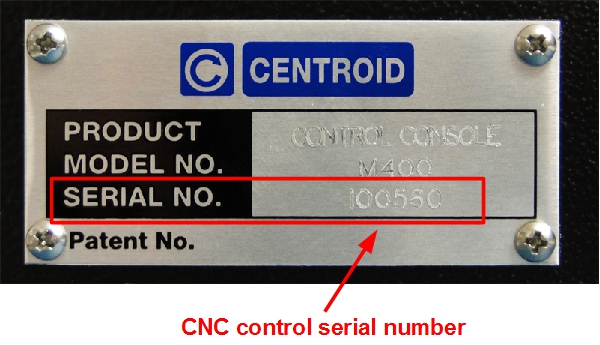 C CENTROID
PRODUCT CONTROL CONSOLE
MODEL NO. M400
SERIAL NO. 100560
Patent No.
CNC control serial number